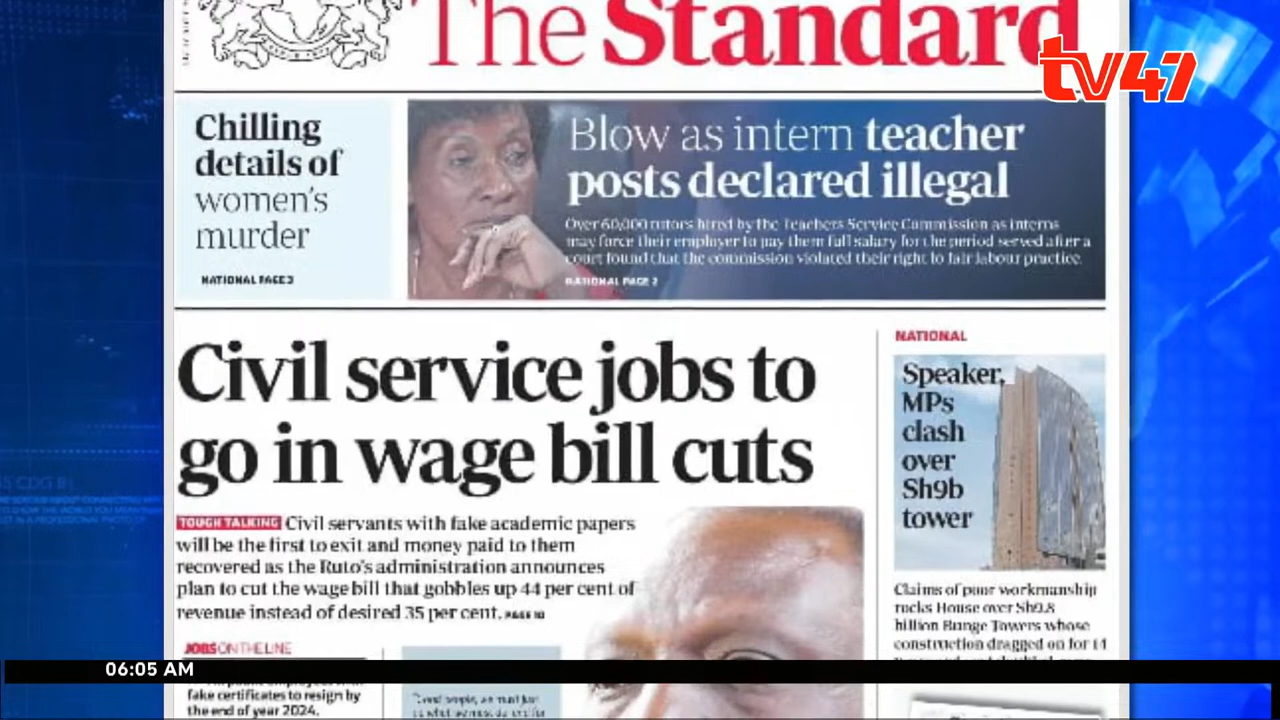 The Standard
tv47
Chilling
details of
women's
murder
NATIONAL PAGE 3
Blow as intern teacher
posts declared illegal
Over 60,000 tutors hired by the Teachers Service Commission as interns
may force their employer to pay them full salary for the period served after a
court found that the commission violated their right to fair labour practice.
NATIONAL PAGE 2
Civil service jobs to
go in wage bill cuts
TOUGH TALKING Civil servants with fake academic papers
will be the first to exit and money paid to them
recovered as the Ruto's administration announces
plan to cut the wage bill that gobbles up 44 per cent of
revenue instead of desired 35 per cent. PAGE 10
JOBS ON THE LINE
fake certificates to resign by
the end of year 2024.
NATIONAL
Speaker,
MPs
clash
over
Sh9b
tower
Claims of poor workmanship
rocks House over Sh9.8
billion Bunge Towers whose
construction dragged on for 14
06:05 AM